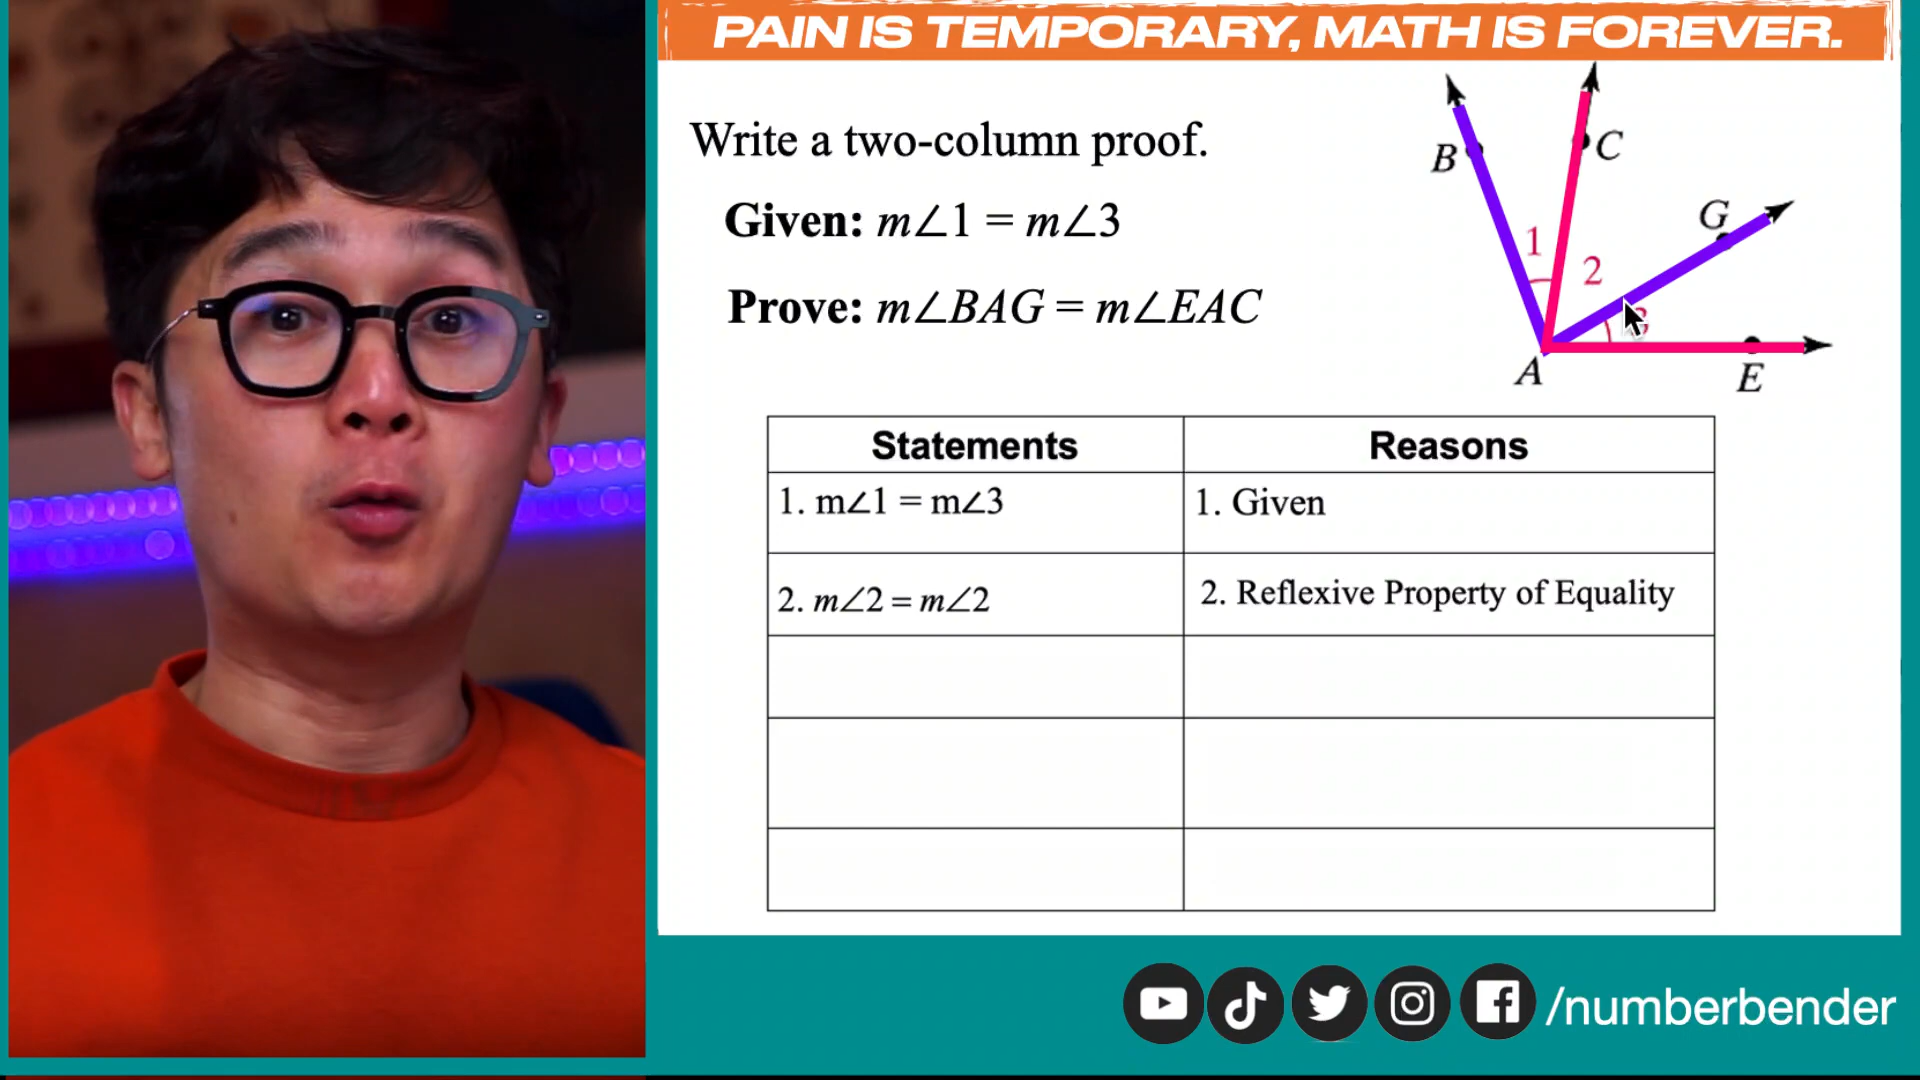 PAIN IS TEMPORARY, MATH IS FOREVER.
Write a two-column proof.
Given: m∠1 = m∠3
Prove: m∠BAG = m∠EAC
B
C
G
1
2
3
A
E
Statements
Reasons
1. m∠1 = m∠3
1. Given
2. m∠2 = m∠2
2. Reflexive Property of Equality
/numberbender